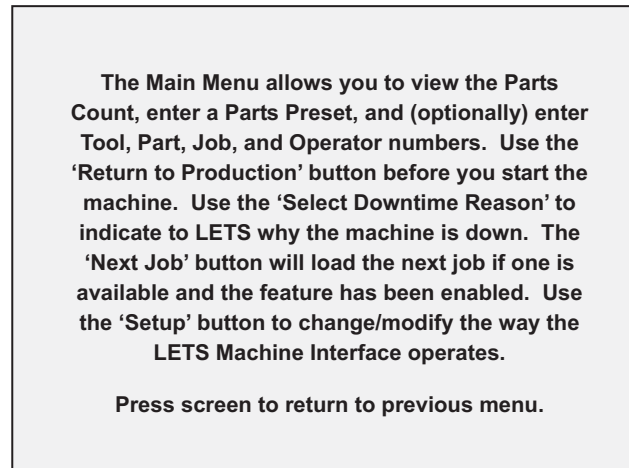 The Main Menu allows you to view the Parts
Count, enter a Parts Preset, and (optionally) enter
Tool, Part, Job, and Operator numbers.  Use the
‘Return to Production’ button before you start the
machine.  Use the ‘Select Downtime Reason’ to
indicate to LETS why the machine is down.  The
‘Next Job’ button will load the next job if one is
available and the feature has been enabled.  Use
the ‘Setup’ button to change/modify the way the
LETS Machine Interface operates.
Press screen to return to previous menu.